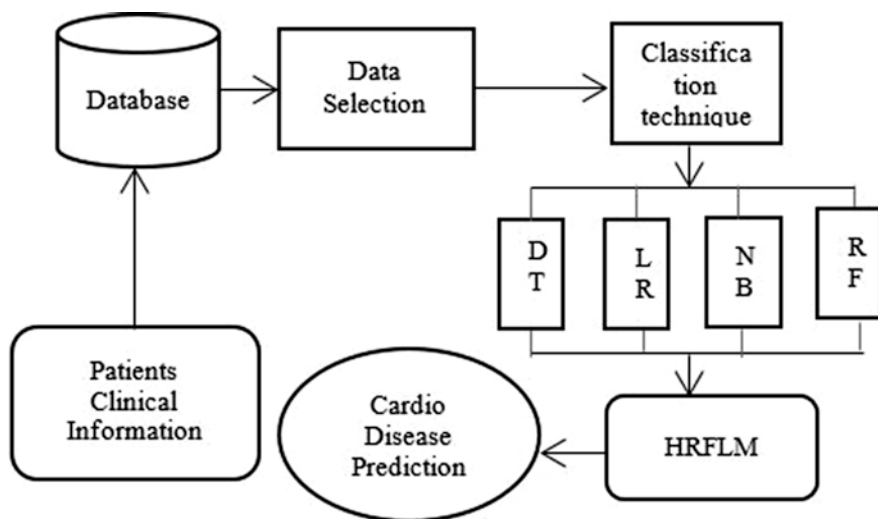 Database
Data
Selection
Classifica
tion
technique
D
T
L
R
N
B
R
F
Patients
Clinical
Information
Cardio
Disease
Prediction
HRFLM